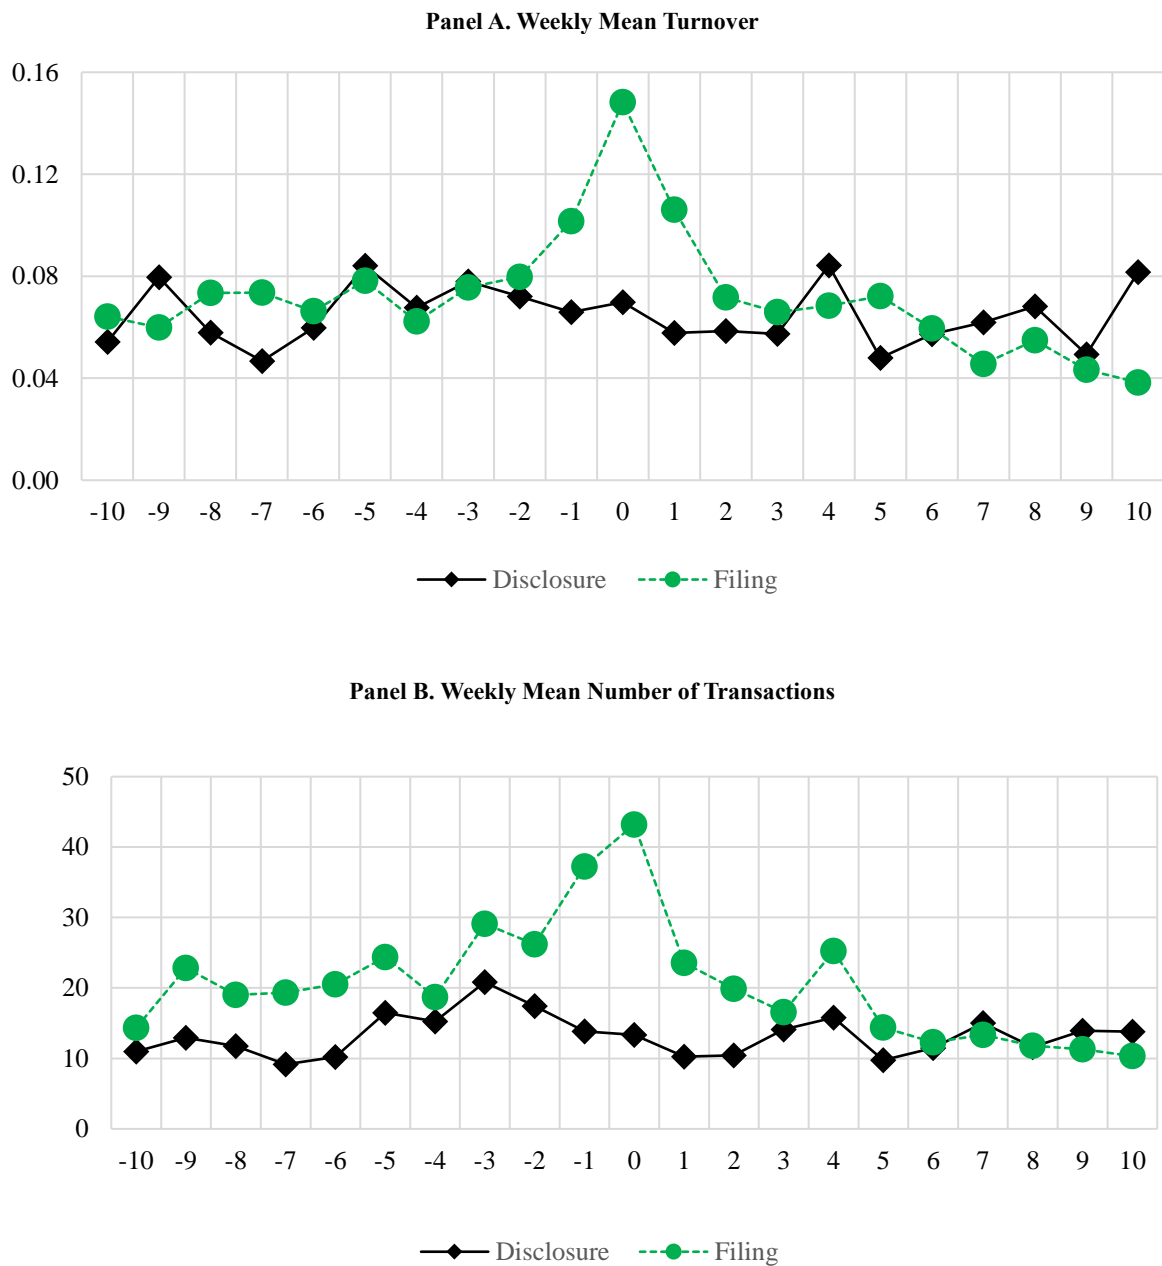 Panel A. Weekly Mean Turnover
0.16
0.12
0.08
0.04
0.00
-10 -9 -8 -7 -6 -5 -4 -3 -2 -1 0 1 2 3 4 5 6 7 8 9 10
Disclosure Filing
Panel B. Weekly Mean Number of Transactions
50
40
30
20
10
0
-10 -9 -8 -7 -6 -5 -4 -3 -2 -1 0 1 2 3 4 5 6 7 8 9 10
Disclosure Filing